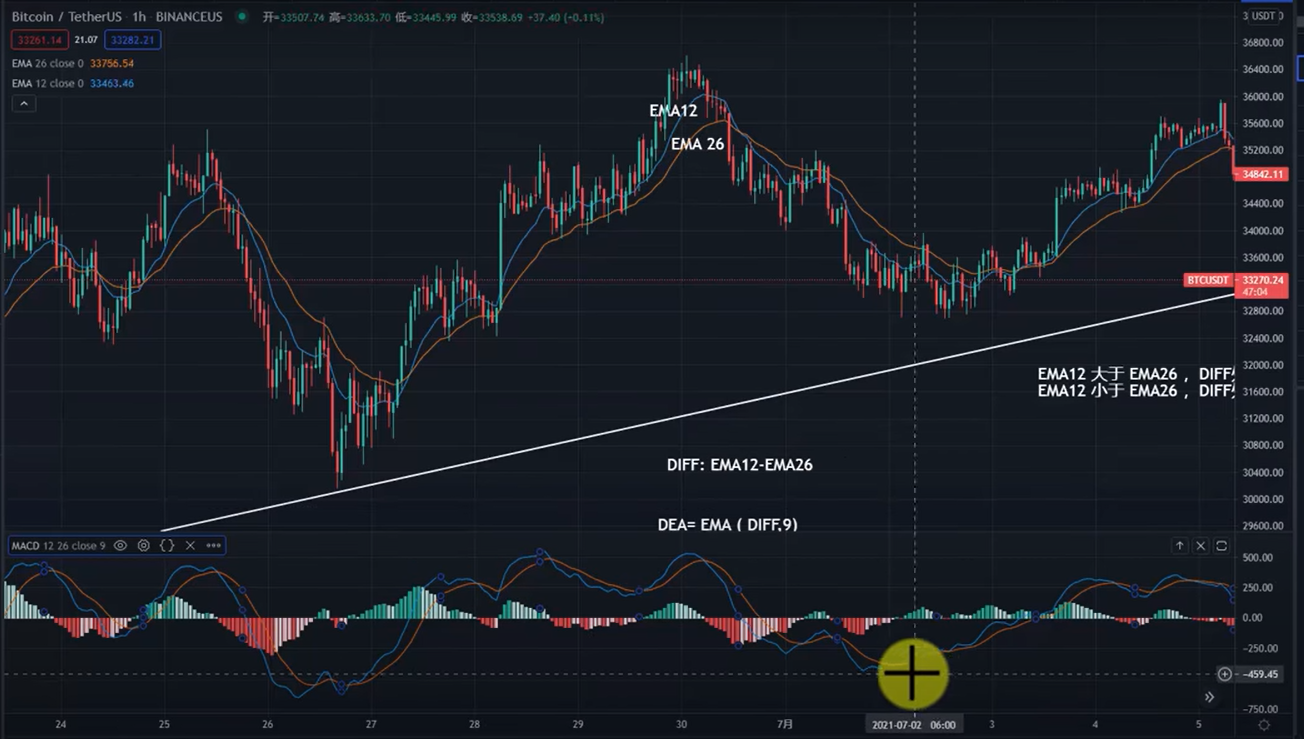 Bitcoin / TetherUS · 1h · BINANCEUS 开=33507.74 高=33633.70 低=33445.99 收=33538.69 +37.40 (+0.11%)
33261.14 21.07 33282.21
EMA 26 close 0 33756.54
EMA 12 close 0 33463.46
USDT
36800.00
36400.00
36000.00
35600.00
35200.00
34842.11
34400.00
34000.00
33600.00
BTCUSDT 33270.24
47:04
32800.00
32400.00
32000.00
31600.00
31200.00
30800.00
30400.00
30000.00
29600.00
EMA12
EMA 26
EMA12 大于 EMA26 ，DIFF
EMA12 小于 EMA26 ，DIFF
DIFF: EMA12-EMA26
DEA= EMA ( DIFF,9)
MACD 12 26 close 9
500.00
250.00
0.00
-250.00
-459.45
-750.00
24 25 26 27 28 29 30 7月 2021-07-02 06:00 3 4 5